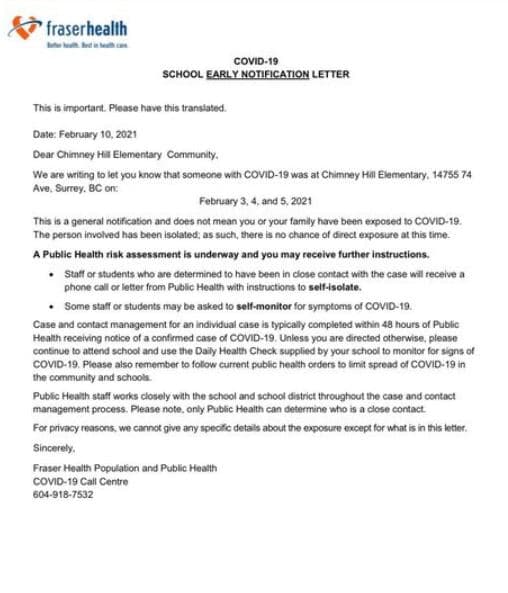 fraserhealth
Better health. Best in health care.
COVID-19
SCHOOL EARLY NOTIFICATION LETTER
This is important. Please have this translated.
Date: February 10, 2021
Dear Chimney Hill Elementary  Community,
We are writing to let you know that someone with COVID-19 was at Chimney Hill Elementary, 14755 74
Ave, Surrey, BC on:
February 3, 4, and 5, 2021
This is a general notification and does not mean you or your family have been exposed to COVID-19.
The person involved has been isolated; as such, there is no chance of direct exposure at this time.
A Public Health risk assessment is underway and you may receive further instructions.
• Staff or students who are determined to have been in close contact with the case will receive a
phone call or letter from Public Health with instructions to self-isolate.
• Some staff or students may be asked to self-monitor for symptoms of COVID-19.
Case and contact management for an individual case is typically completed within 48 hours of Public
Health receiving notice of a confirmed case of COVID-19. Unless you are directed otherwise, please
continue to attend school and use the Daily Health Check supplied by your school to monitor for signs of
COVID-19. Please also remember to follow current public health orders to limit spread of COVID-19 in
the community and schools.
Public Health staff works closely with the school and school district throughout the case and contact
management process. Please note, only Public Health can determine who is a close contact.
For privacy reasons, we cannot give any specific details about the exposure except for what is in this letter.
Sincerely,
Fraser Health Population and Public Health
COVID-19 Call Centre
604-918-7532